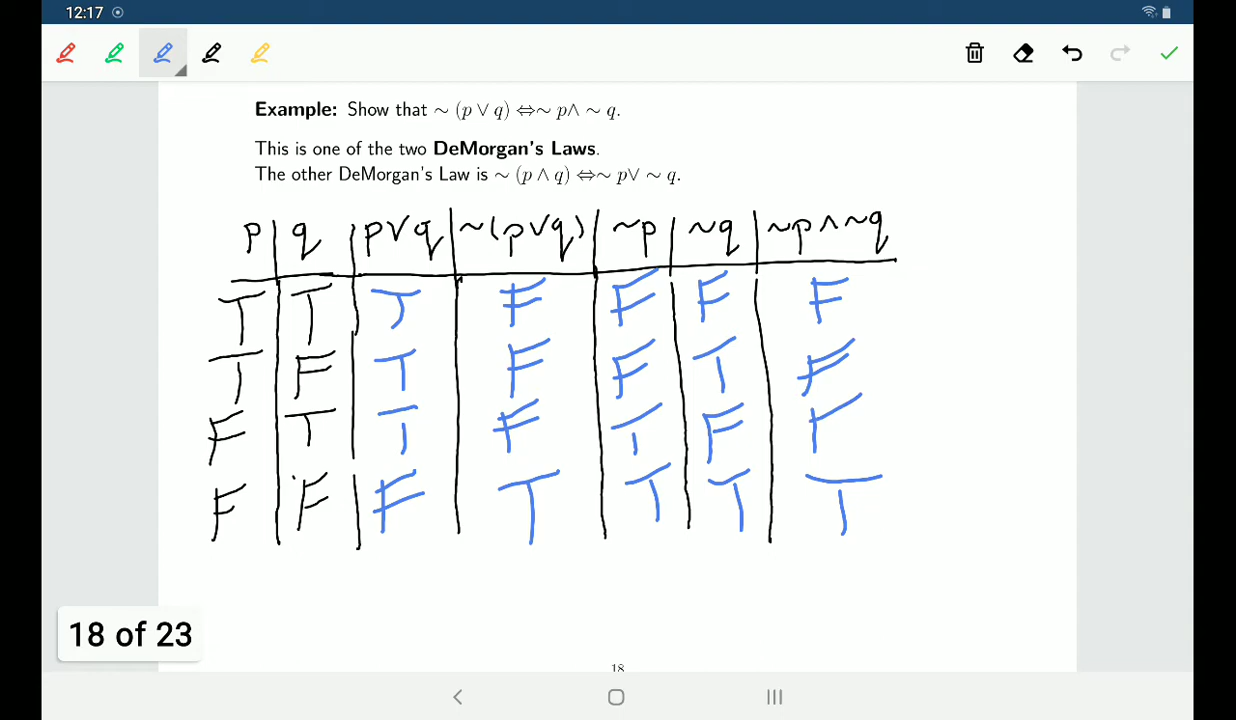 12:17
Example: Show that ∼ (p ∨ q) ⇔∼ p∧ ∼ q.
This is one of the two DeMorgan's Laws.
The other DeMorgan's Law is ∼ (p ∧ q) ⇔∼ p∨ ∼ q.
p q p∨q ~(p∨q) ~p ~q ~p∧~q
T T T F F F F
T F T F F T F
F T T F T F F
F F F T T T T
18 of 23
18